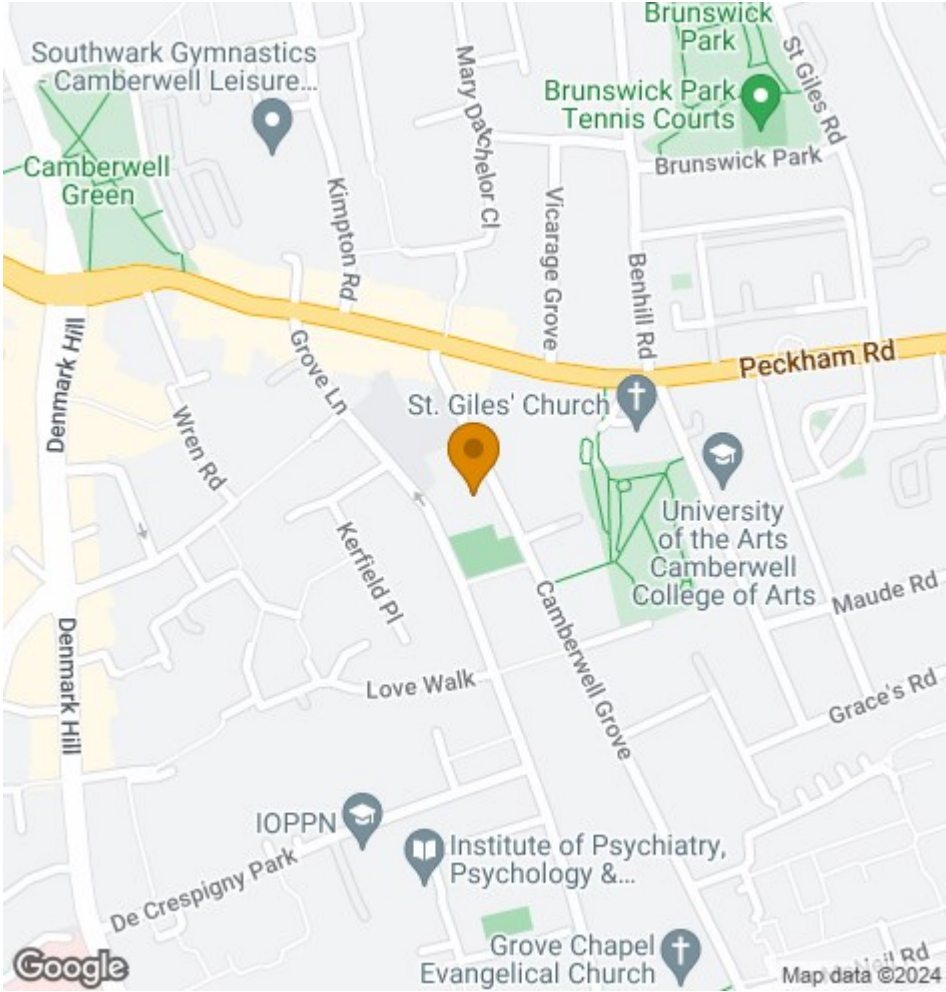 Brunswick
Park
Southwark Gymnastics
- Camberwell Leisure...
Mary Datchelor Cl
St Giles Rd
Brunswick Park
Tennis Courts
Camberwell
Green
Brunswick Park
Kimpton Rd
Vicarage Grove
Benhill Rd
Denmark Hill
Grove Ln
Peckham Rd
St. Giles' Church
Wren Rd
University
of the Arts
Camberwell
College of Arts
Kerfield Pl
Camberwell Grove
Maude Rd
Denmark Hill
Love Walk
Grace's Rd
IOPPN
Institute of Psychiatry,
Psychology &...
De Crespigny Park
Grove Chapel
Evangelical Church
Rd
Google
Map data ©2024